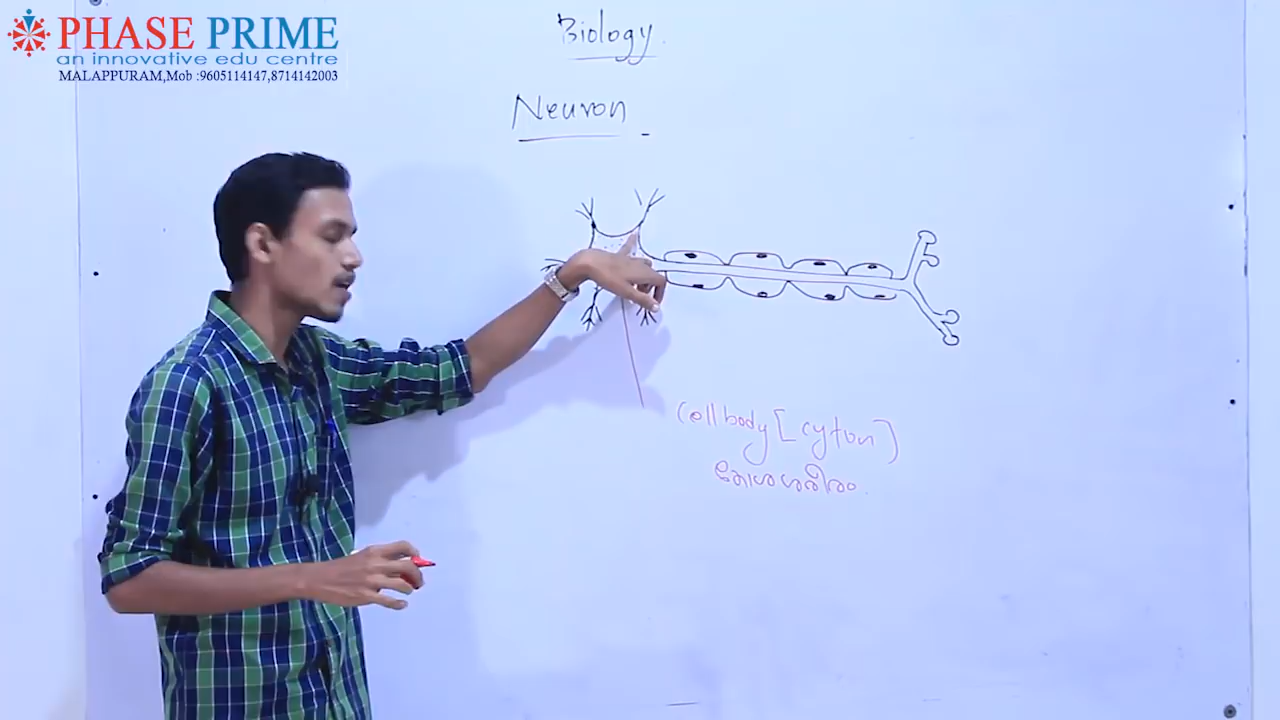 PHASE PRIME
an innovative edu centre
MALAPPURAM,Mob :9605114147,8714142003
Biology.
Neuron
Cell body [cyton)
കോശശരീരം.